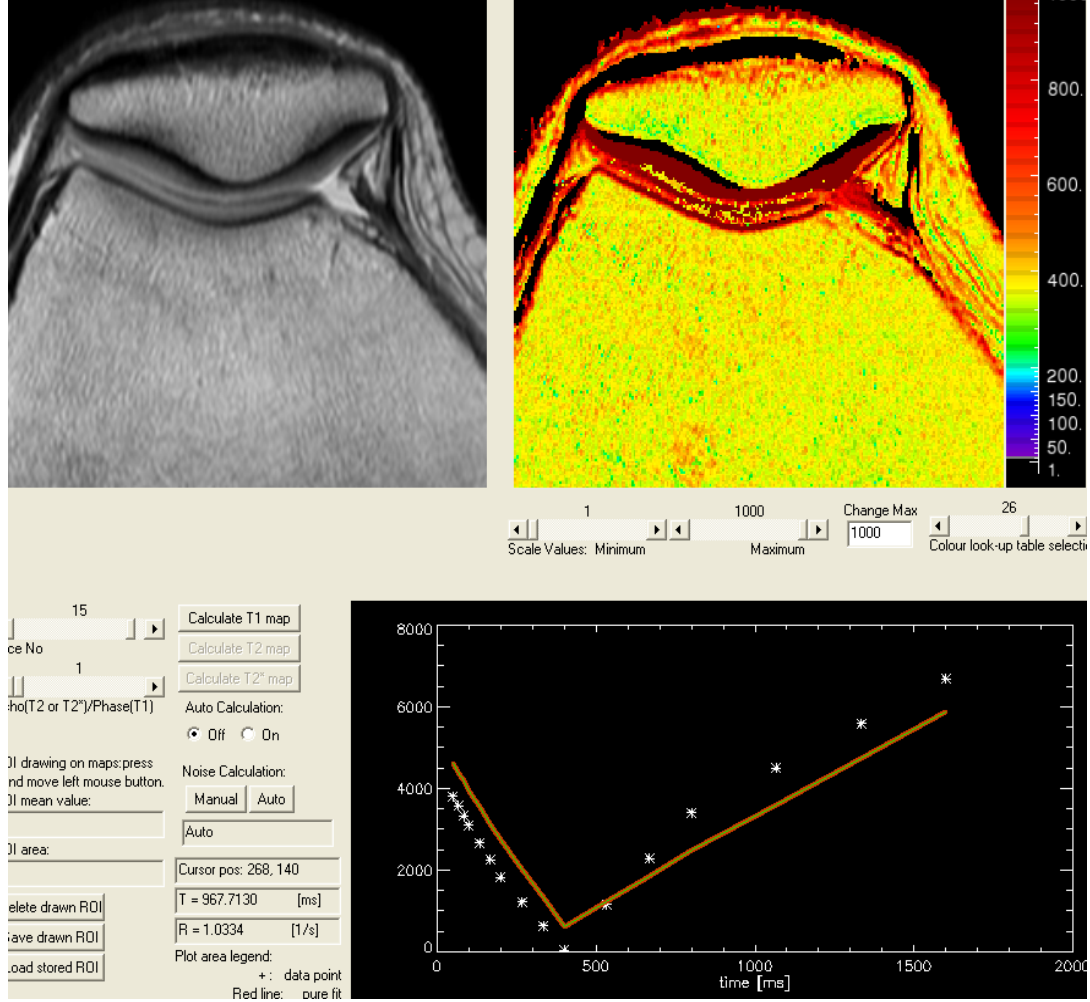 800.
600.
400.
200.
150.
100.
50.
1.
1 1000 Change Max 26
1000
Scale Values: Minimum Maximum Colour look-up table selecti
15
Calculate T1 map
ce No
Calculate T2 map
1
Calculate T2* map
cho(T2 or T2*)/Phase(T1)
Auto Calculation:
Off On
OI drawing on maps:press
nd move left mouse button.
OI mean value:
Noise Calculation:
Manual Auto
Auto
OI area:
Cursor pos: 268, 140
T = 967.7130 [ms]
R = 1.0334 [1/s]
elete drawn ROI
Save drawn ROI
Load stored ROI
Plot area legend:
+ : data point
Red line: pure fit
8000
6000
4000
2000
0
0 500 1000 1500 2000
time [ms]